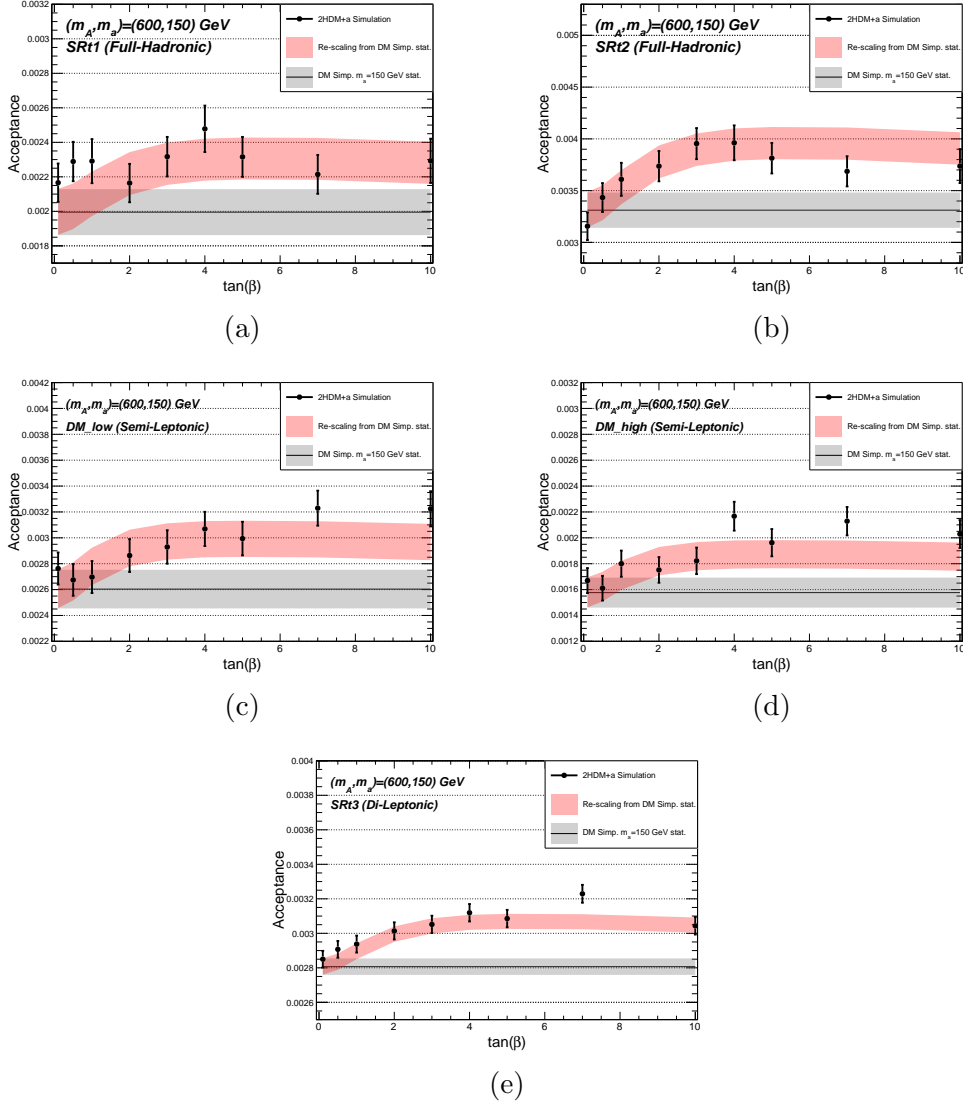 0.0032
0.003
0.0028
0.0026
0.0024
0.0022
0.002
0.0018
Acceptance
(m_A,m_a)=(600,150) GeV
SRt1 (Full-Hadronic)
2HDM+a Simulation
Re-scaling from DM Simp. stat.
DM Simp. m_a=150 GeV stat.
0 2 4 6 8 10
tan(β)
(a)
0.005
0.0045
0.004
0.0035
0.003
Acceptance
(m_A,m_a)=(600,150) GeV
SRt2 (Full-Hadronic)
2HDM+a Simulation
Re-scaling from DM Simp. stat.
DM Simp. m_a=150 GeV stat.
0 2 4 6 8 10
tan(β)
(b)
0.0042
0.004
0.0038
0.0036
0.0034
0.0032
0.003
0.0028
0.0026
0.0024
0.0022
Acceptance
(m_A,m_a)=(600,150) GeV
DM_low (Semi-Leptonic)
2HDM+a Simulation
Re-scaling from DM Simp. stat.
DM Simp. m_a=150 GeV stat.
0 2 4 6 8 10
tan(β)
(c)
0.0032
0.003
0.0028
0.0026
0.0024
0.0022
0.002
0.0018
0.0016
0.0014
0.0012
Acceptance
(m_A,m_a)=(600,150) GeV
DM_high (Semi-Leptonic)
2HDM+a Simulation
Re-scaling from DM Simp. stat.
DM Simp. m_a=150 GeV stat.
0 2 4 6 8 10
tan(β)
(d)
0.004
0.0038
0.0036
0.0034
0.0032
0.003
0.0028
0.0026
Acceptance
(m_A,m_a)=(600,150) GeV
SRt3 (Di-Leptonic)
2HDM+a Simulation
Re-scaling from DM Simp. stat.
DM Simp. m_a=150 GeV stat.
0 2 4 6 8 10
tan(β)
(e)